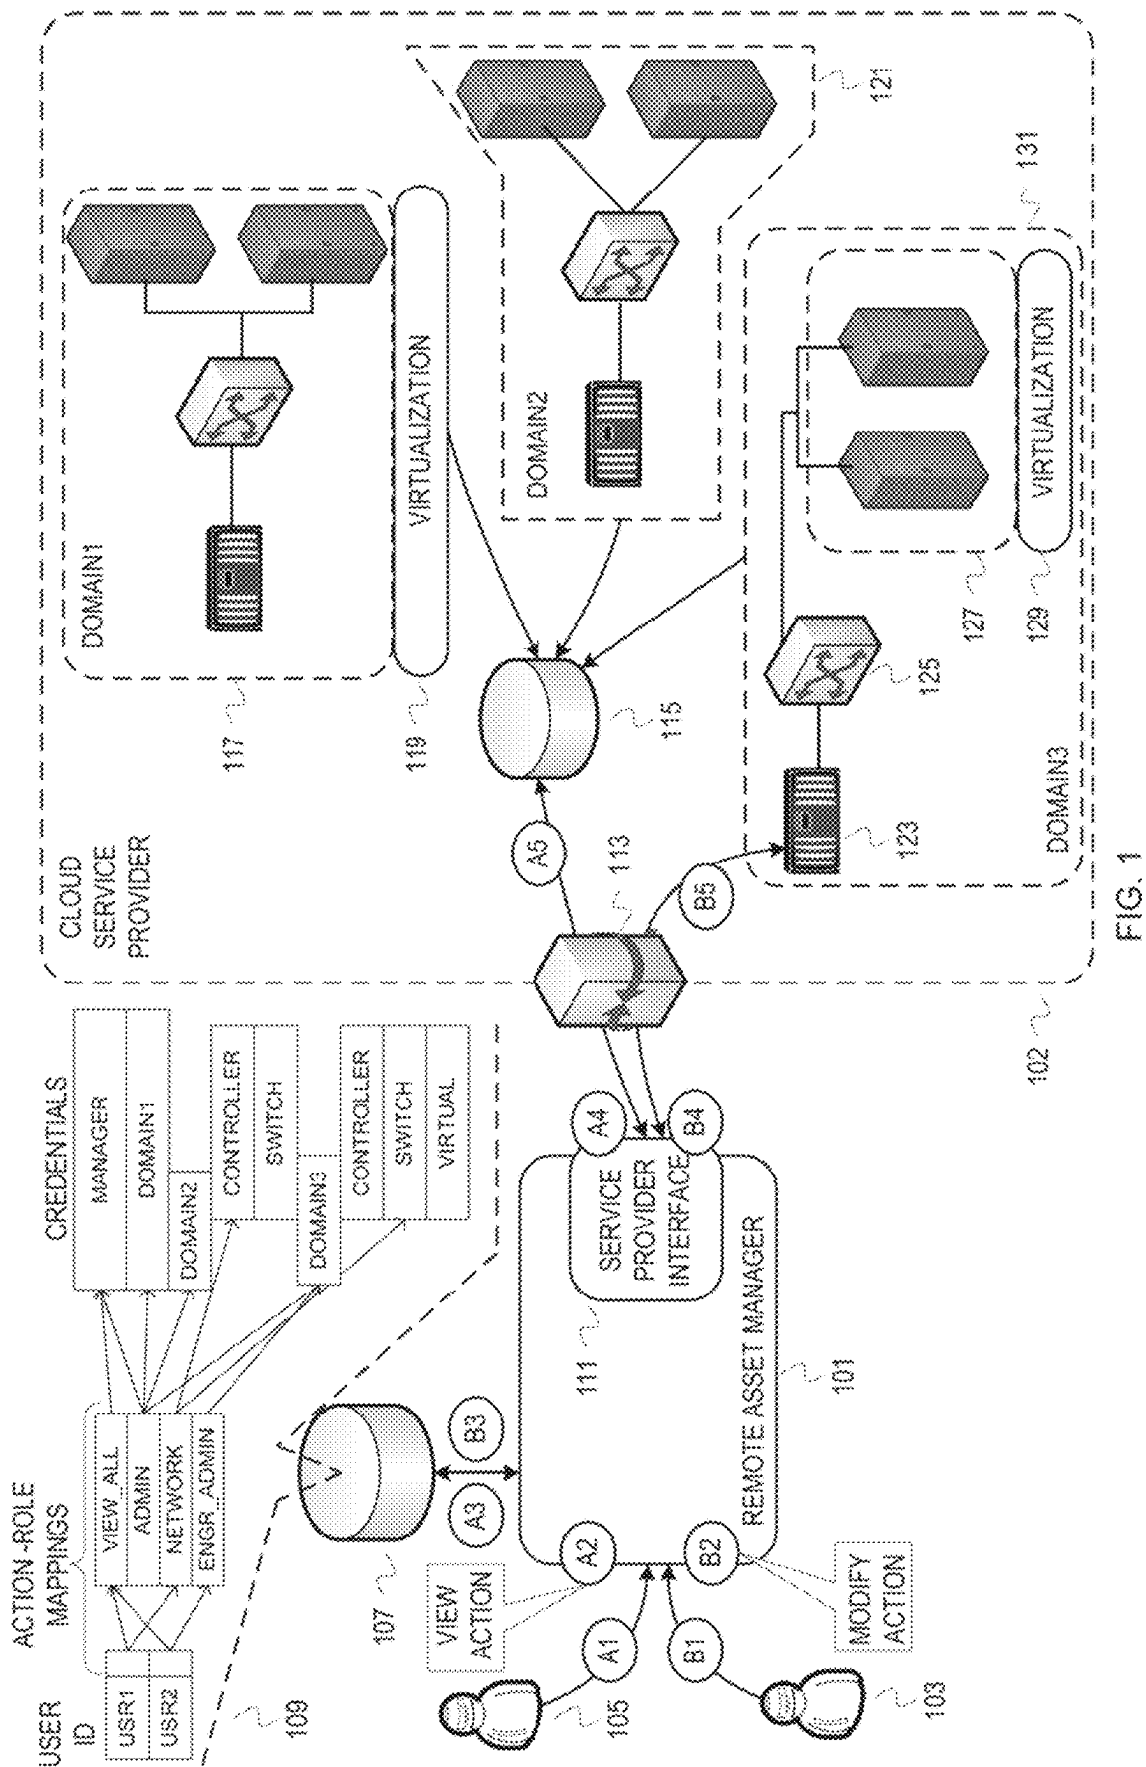 USER
ID
USR1
USR2
ACTION-ROLE
MAPPINGS
VIEW_ALL
ADMIN
NETWORK
ENGR_ADMIN
CREDENTIALS
MANAGER
DOMAIN1
DOMAIN2
CONTROLLER
SWITCH
DOMAIN3
CONTROLLER
SWITCH
VIRTUAL
109
107
A3
B3
VIEW
ACTION
A1
A2
105
B1
B2
103
MODIFY
ACTION
111
SERVICE
PROVIDER
INTERFACE
A4
B4
REMOTE ASSET MANAGER
101
CLOUD
SERVICE
PROVIDER
102
113
A5
B5
115
DOMAIN1
117
VIRTUALIZATION
119
DOMAIN2
121
DOMAIN3
123
125
127
VIRTUALIZATION
129
131
FIG. 1